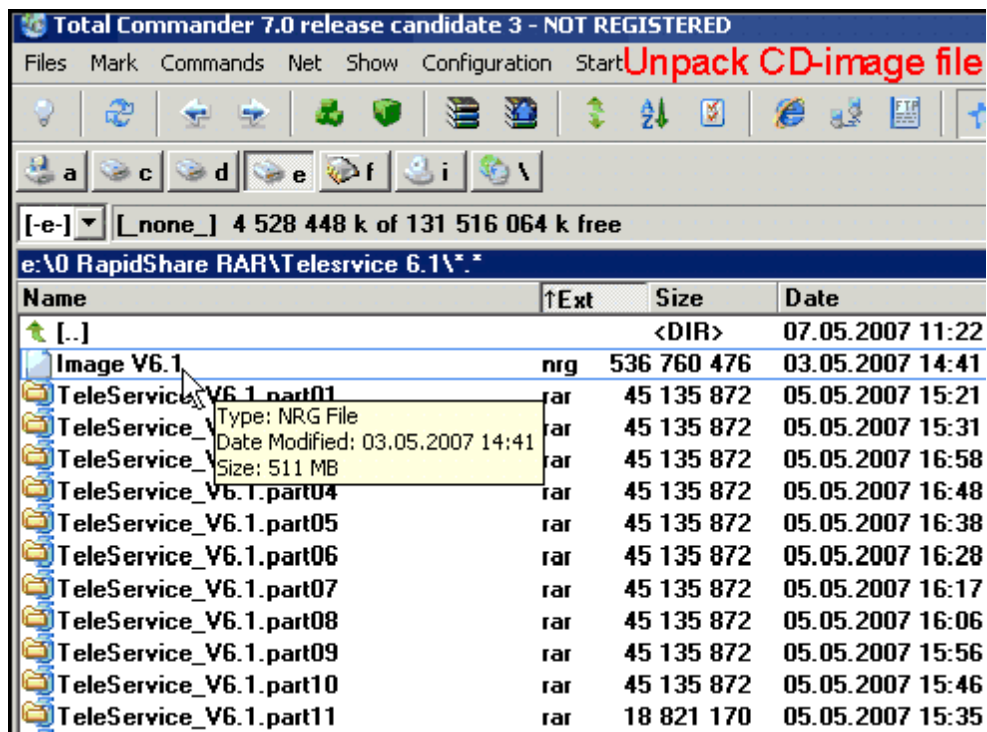 Total Commander 7.0 release candidate 3 - NOT REGISTERED
Files Mark Commands Net Show Configuration Start Unpack CD-image file
A Z FTP
a c d e f i \
[-e-] [_none_] 4 528 448 k of 131 516 064 k free
e:\0 RapidShare RAR\Telesrvice 6.1\*.*
Name ↑Ext Size Date
[..] <DIR> 07.05.2007 11:22
Image V6.1 nrg 536 760 476 03.05.2007 14:41
TeleService_V6.1.part01 rar 45 135 872 05.05.2007 15:21
Type: NRG File
Date Modified: 03.05.2007 14:41
Size: 511 MB
TeleService_ rar 45 135 872 05.05.2007 15:31
TeleService_ rar 45 135 872 05.05.2007 16:58
TeleService_V6.1.part04 rar 45 135 872 05.05.2007 16:48
TeleService_V6.1.part05 rar 45 135 872 05.05.2007 16:38
TeleService_V6.1.part06 rar 45 135 872 05.05.2007 16:28
TeleService_V6.1.part07 rar 45 135 872 05.05.2007 16:17
TeleService_V6.1.part08 rar 45 135 872 05.05.2007 16:06
TeleService_V6.1.part09 rar 45 135 872 05.05.2007 15:56
TeleService_V6.1.part10 rar 45 135 872 05.05.2007 15:46
TeleService_V6.1.part11 rar 18 821 170 05.05.2007 15:35